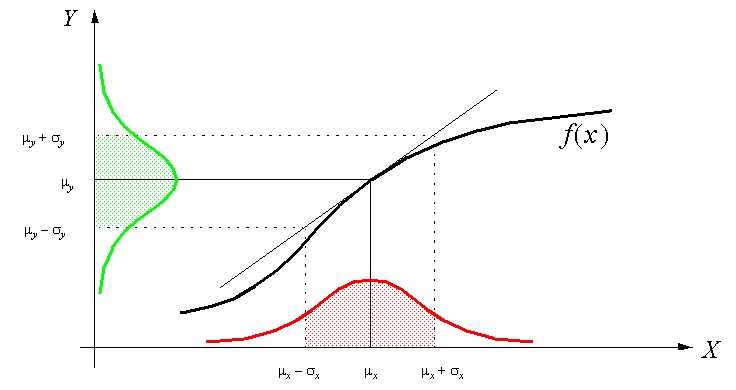 Y
μy + σy
f(x)
μy
μy − σy
X
μx − σx
μx
μx + σx